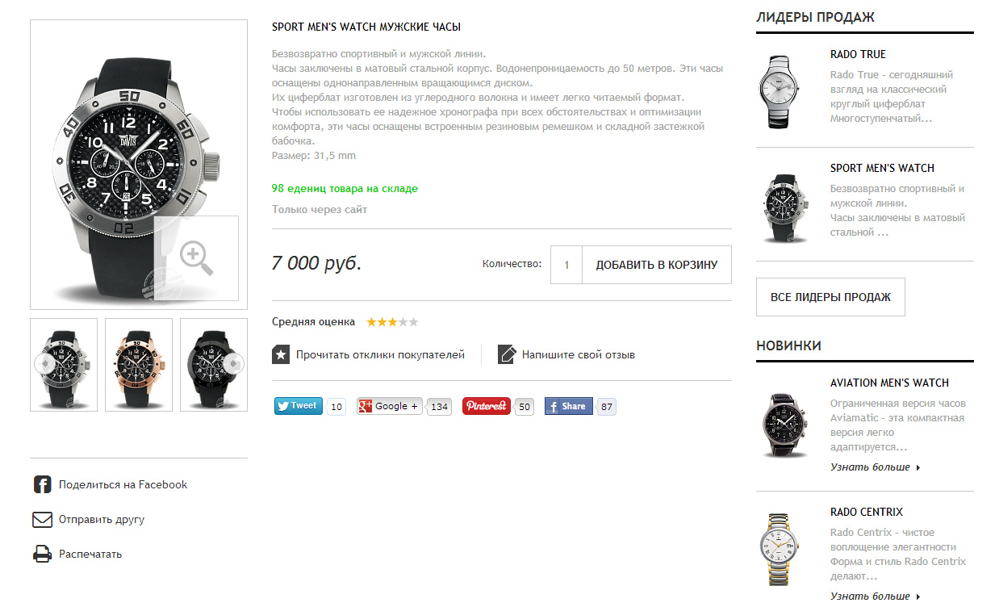 SPORT MEN'S WATCH МУЖСКИЕ ЧАСЫ
Безвозвратно спортивный и мужской линии.
Часы заключены в матовый стальной корпус. Водонепроницаемость до 50 метров. Эти часы
оснащены однонаправленным вращающимся диском.
Их циферблат изготовлен из углеродного волокна и имеет легко читаемый формат.
Чтобы использовать ее надежное хронографа при всех обстоятельствах и оптимизации
комфорта, эти часы оснащены встроенным резиновым ремешком и складной застежкой
бабочка.
Размер: 31,5 mm
98 едениц товара на складе
Только через сайт
7 000 руб.
Количество:
1
ДОБАВИТЬ В КОРЗИНУ
Средняя оценка
Прочитать отклики покупателей
Напишите свой отзыв
Tweet 10
Google + 134
Pinterest 50
Share 87
DAVIS
Поделиться на Facebook
Отправить другу
Распечатать
ЛИДЕРЫ ПРОДАЖ
RADO TRUE
Rado True - сегодняшний
взгляд на классический
круглый циферблат
Многоступенчатый...
SPORT MEN'S WATCH
Безвозвратно спортивный и
мужской линии.
Часы заключены в матовый
стальной ...
ВСЕ ЛИДЕРЫ ПРОДАЖ
НОВИНКИ
AVIATION MEN'S WATCH
Ограниченная версия часов
Aviamatic - эта компактная
версия легко
адаптируется...
Узнать больше
RADO CENTRIX
Rado Centrix - чистое
воплощение элегантности
Форма и стиль Rado Centrix
делают...
Узнать больше